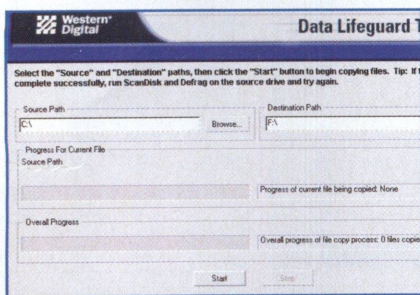 Western
Digital
Data Lifeguard T
Select the "Source" and "Destination" paths, then click the "Start" button to begin copying files. Tip: If t
complete successfully, run ScanDisk and Defrag on the source drive and try again.
Source Path
Destination Path
C:\
Browse...
F:\
Progress For Current File
Source Path
Progress of current file being copied: None
Overall Progress
Overall progress of file copy process: 0 files copie
Start
Stop